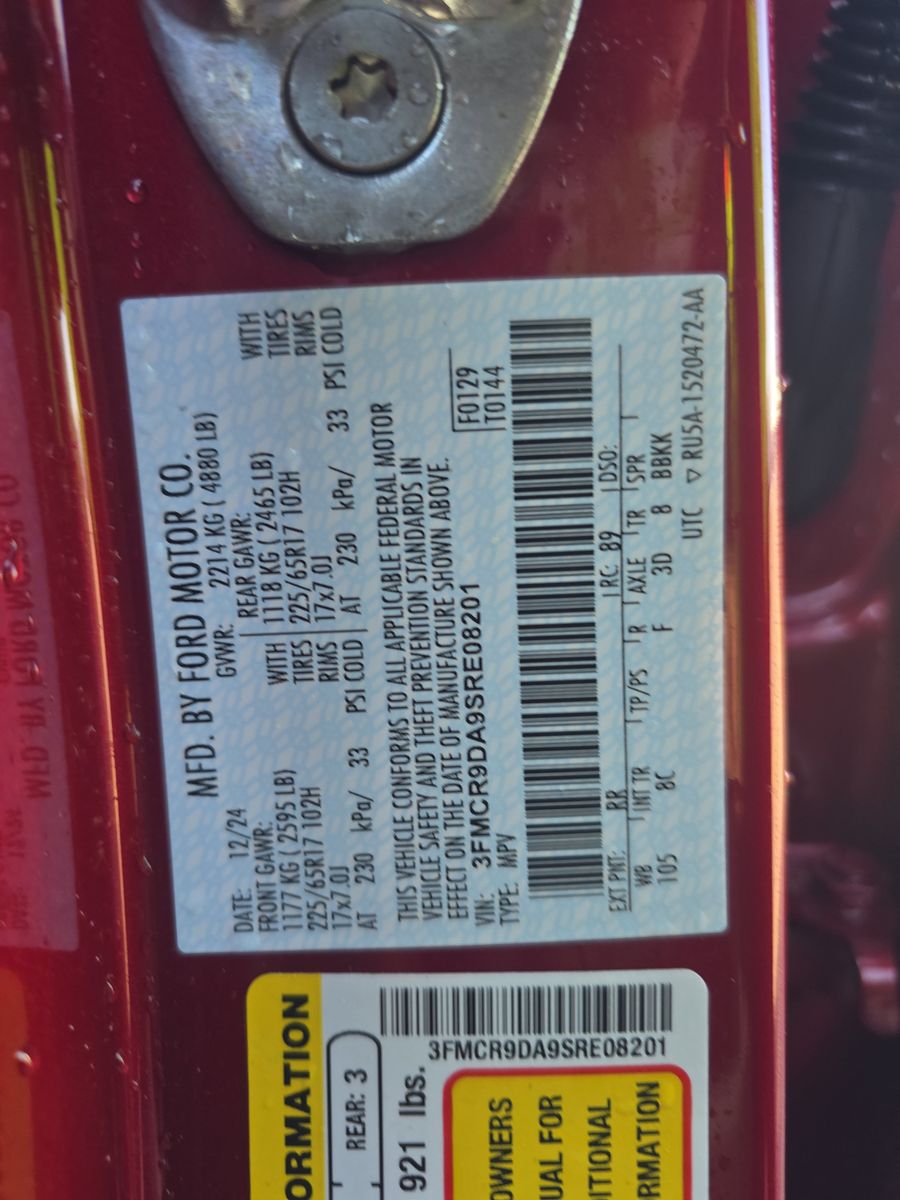 MFD. BY FORD MOTOR CO.
DATE: 12/24 GVWR: 2214 KG ( 4880 LB)
FRONT GAWR: REAR GAWR:
1177 KG ( 2595 LB) WITH 1118 KG ( 2465 LB) WITH
225/65R17 102H TIRES 225/65R17 102H TIRES
17x7.0J RIMS 17x7.0J RIMS
AT 230 kPa/ 33 PSI COLD AT 230 kPa/ 33 PSI COLD
THIS VEHICLE CONFORMS TO ALL APPLICABLE FEDERAL MOTOR
VEHICLE SAFETY AND THEFT PREVENTION STANDARDS IN
EFFECT ON THE DATE OF MANUFACTURE SHOWN ABOVE.
VIN: 3FMCR9DA9SRE08201
TYPE: MPV
F0129
T0144
EXT PNT: RR RC: 89 DSO:
WB INT TR TP/PS R AXLE TR SPR
105 8C F 3D 8 BBKK
UTC ▽ RU5A-1520472-AA
ORMATION
REAR: 3
921 lbs.
3FMCR9DA9SRE08201
OWNERS
UAL FOR
ITIONAL
RMATION